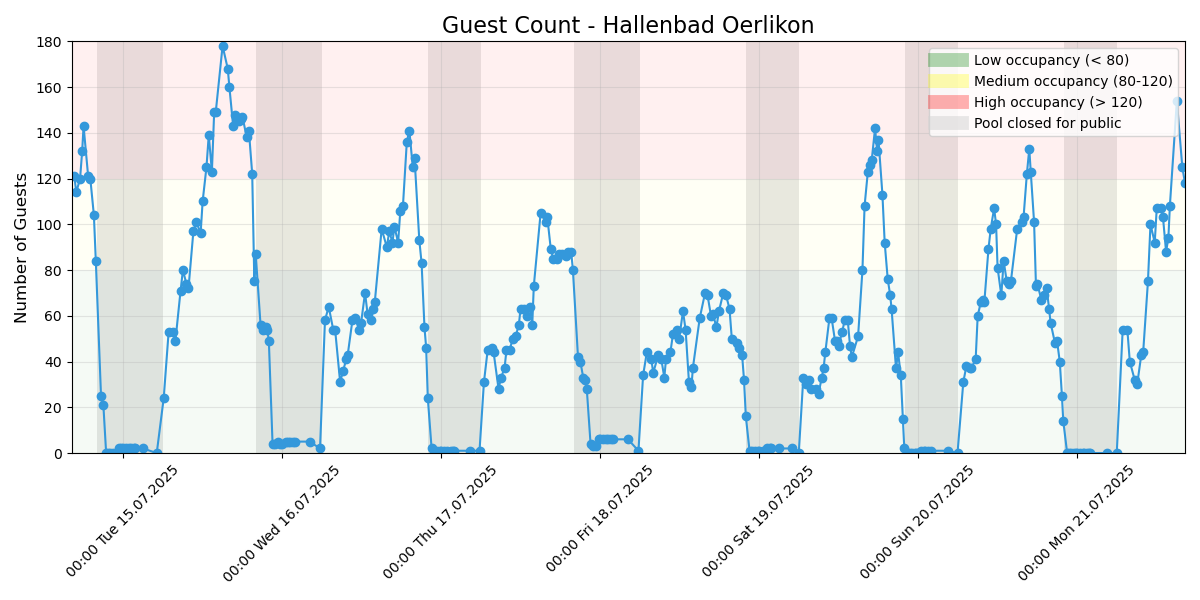 Guest Count - Hallenbad Oerlikon
Number of Guests
180
160
140
120
100
80
60
40
20
0
Low occupancy (< 80)
Medium occupancy (80-120)
High occupancy (> 120)
Pool closed for public
00:00 Tue 15.07.2025
00:00 Wed 16.07.2025
00:00 Thu 17.07.2025
00:00 Fri 18.07.2025
00:00 Sat 19.07.2025
00:00 Sun 20.07.2025
00:00 Mon 21.07.2025